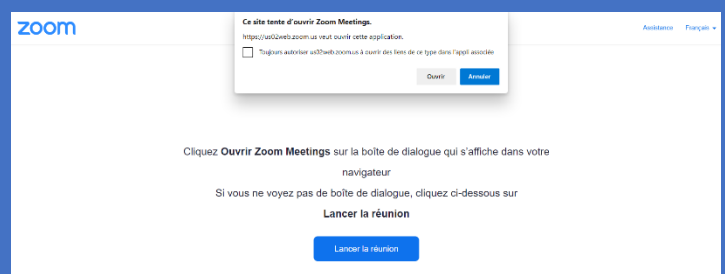 zoom
Ce site tente d'ouvrir Zoom Meetings.
https://us02web.zoom.us veut ouvrir cette application.
Toujours autoriser us02web.zoom.us à ouvrir des liens de ce type dans l'appli associée
Ouvrir Annuler
Assistance Français
Cliquez Ouvrir Zoom Meetings sur la boîte de dialogue qui s'affiche dans votre
navigateur
Si vous ne voyez pas de boîte de dialogue, cliquez ci-dessous sur
Lancer la réunion
Lancer la réunion